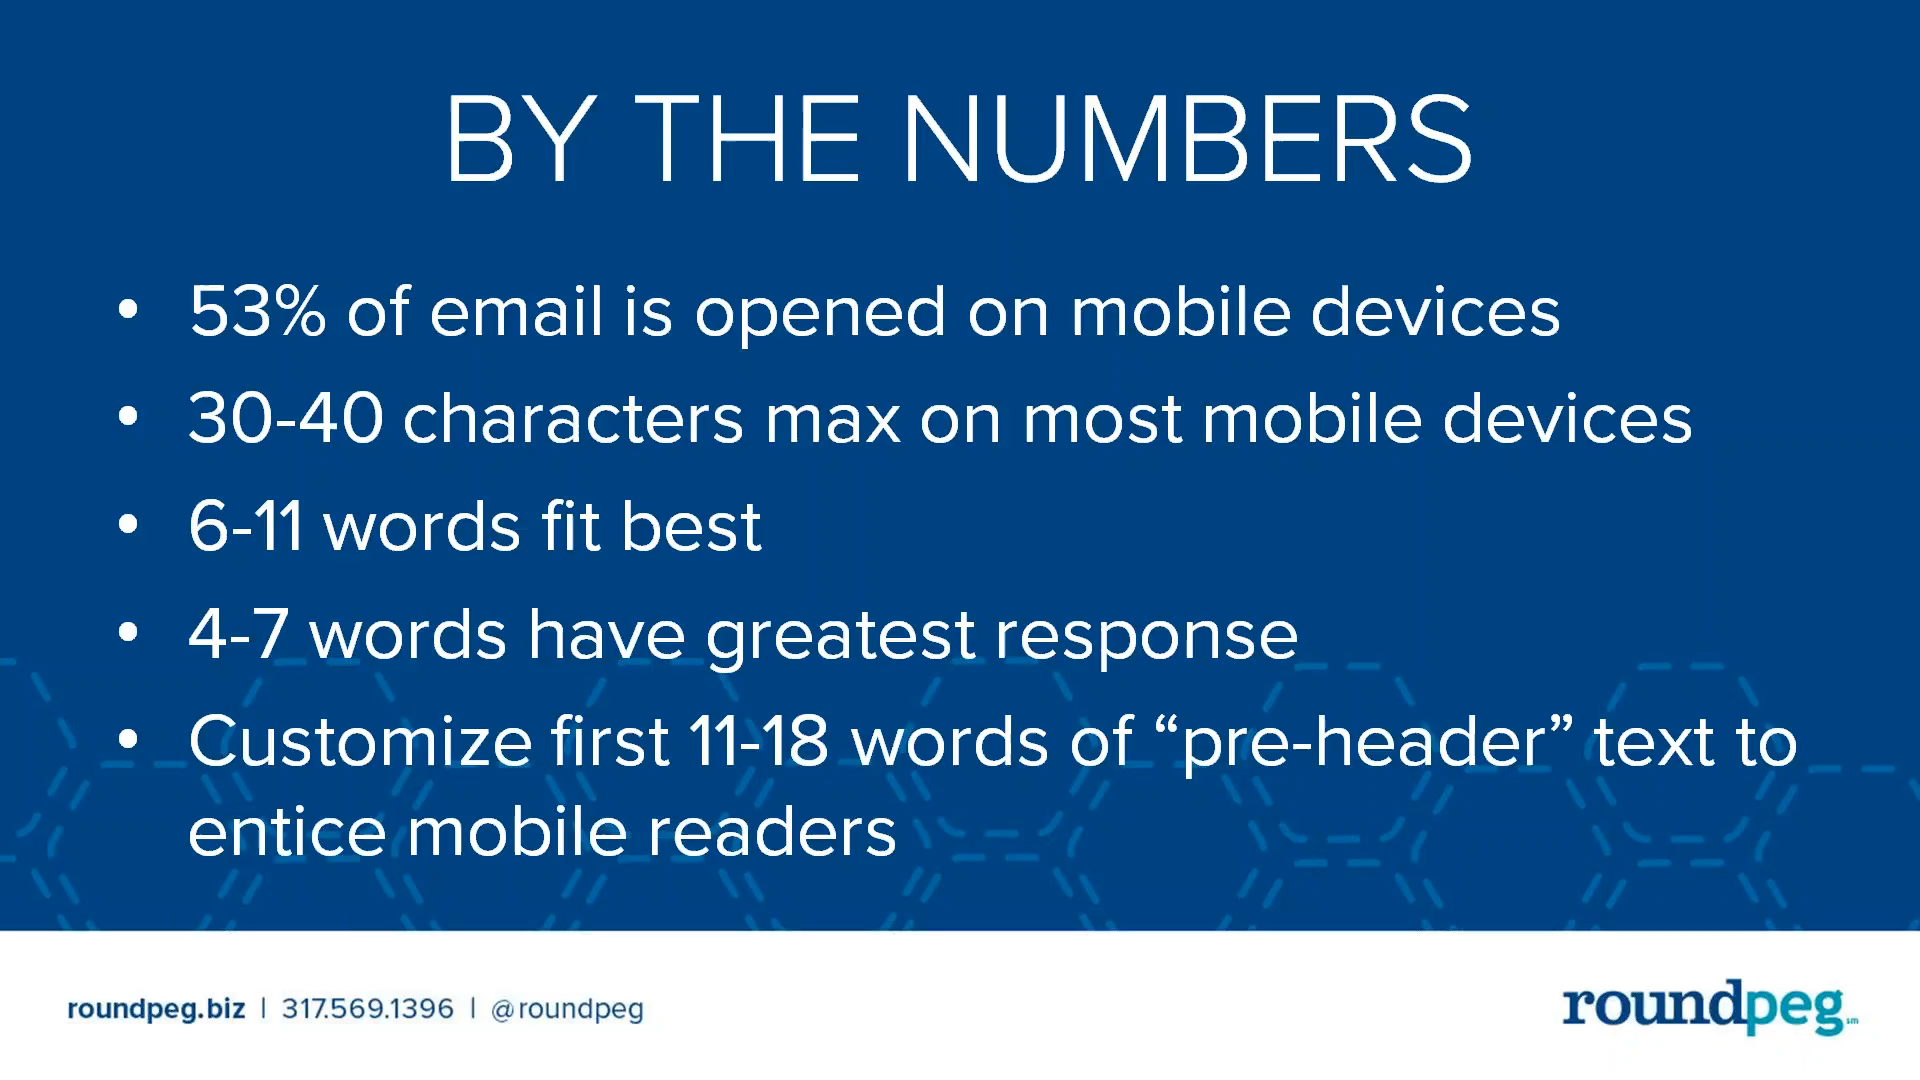 BY THE NUMBERS
• 53% of email is opened on mobile devices
• 30-40 characters max on most mobile devices
• 6-11 words fit best
• 4-7 words have greatest response
• Customize first 11-18 words of “pre-header” text to
entice mobile readers
roundpeg.biz | 317.569.1396 | @roundpeg
roundpeg sm